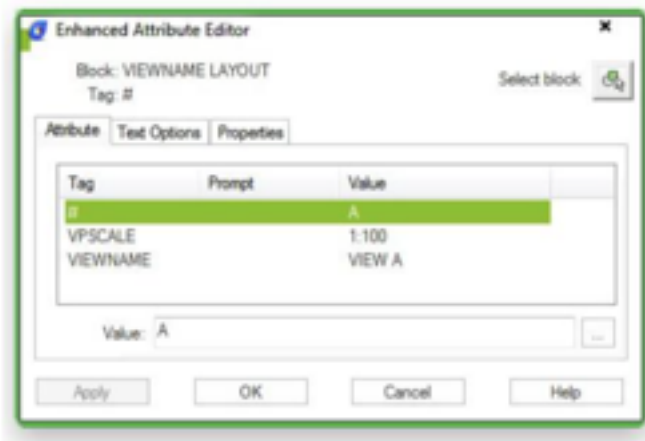 Enhanced Attribute Editor
Block: VIEWNAME LAYOUT
Select block
Tag: #
Attribute Text Options Properties
Tag Prompt Value
# A
VPSCALE 1:100
VIEWNAME VIEW A
Value: A ...
Apply OK Cancel Help